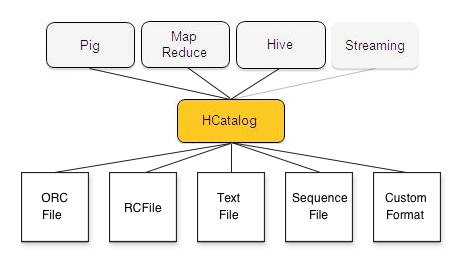 Pig
Map
Reduce
Hive
Streaming
HCatalog
ORC
File
RCFile
Text
File
Sequence
File
Custom
Format